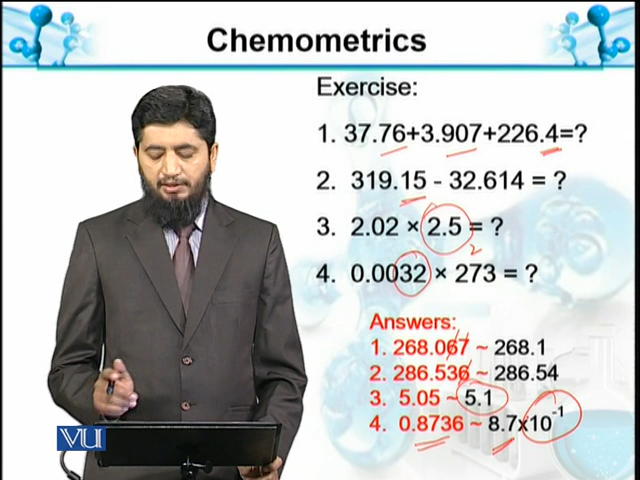 Chemometrics
Exercise:
1. 37.76+3.907+226.4=?
2. 319.15 - 32.614 = ?
3. 2.02 × 2.5 = ?
2
4. 0.0032 × 273 = ?
Answers:
1. 268.067 ~ 268.1
2. 286.536 ~ 286.54
3. 5.05 ~ 5.1
4. 0.8736 ~ 8.7x10-1
VU